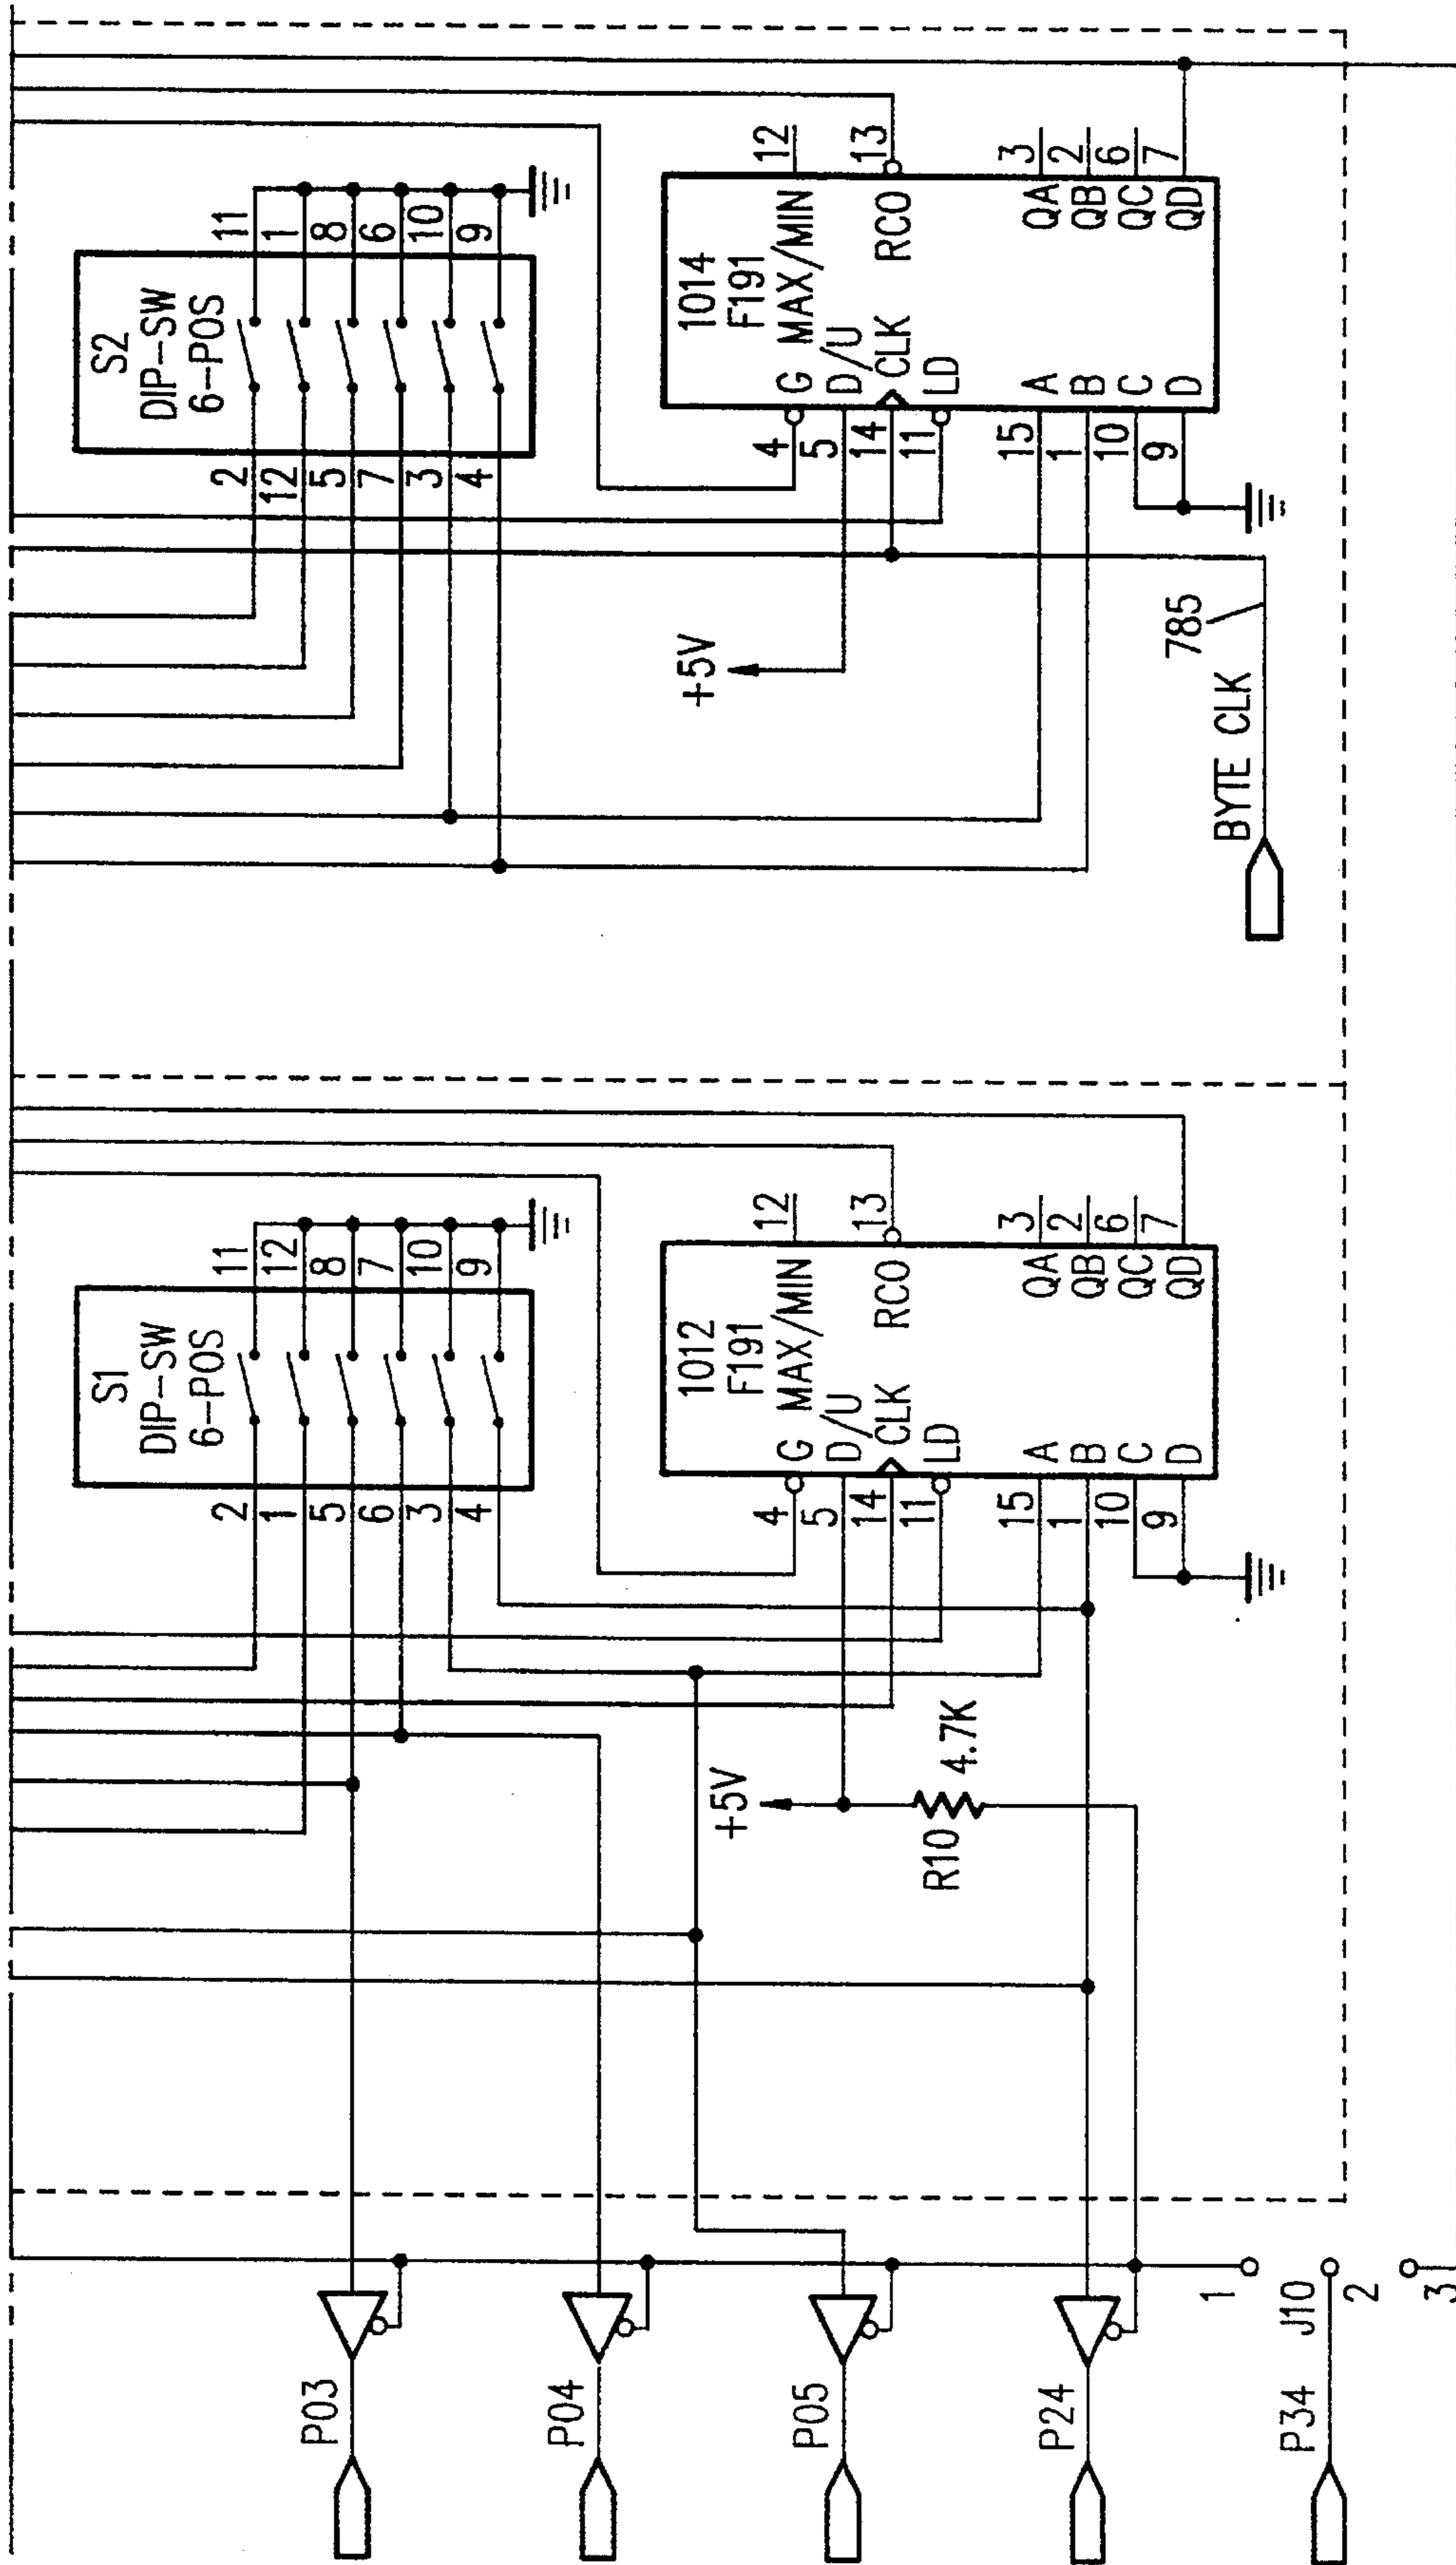 P03
P04
P05
P24
P34 J10
1
2
3
S1
DIP-SW
6-POS
2
1
5
6
3
4
11
12
8
7
10
9
+5V
R10 4.7K
1012
F191
G MAX/MIN
D/U
CLK RCO
LD
A QA
B QB
C QC
D QD
4
5
14
11
15
1
10
9
12
13
3
2
6
7
S2
DIP-SW
6-POS
2
12
5
7
3
4
11
1
8
6
10
9
+5V
1014
F191
G MAX/MIN
D/U
CLK RCO
LD
A QA
B QB
C QC
D QD
4
5
14
11
15
1
10
9
12
13
3
2
6
7
BYTE CLK 785